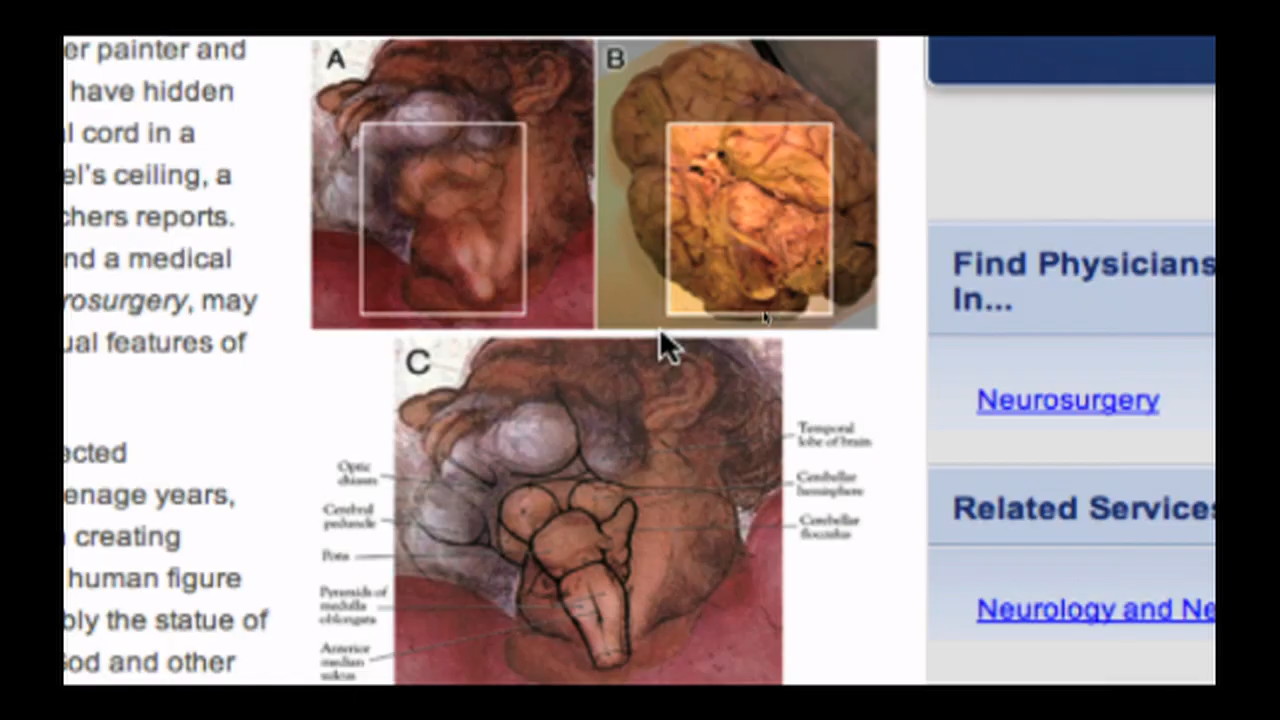 er painter and
have hidden
l cord in a
el's ceiling, a
chers reports.
nd a medical
rosurgery, may
ual features of
ected
enage years,
creating
human figure
bly the statue of
God and other
A
B
C
Optic
chiasm
Cerebral
peduncle
Pons
Pyramids of
medulla
oblongata
Anterior
median
sulcus
Temporal
lobe of brain
Cerebellar
hemisphere
Cerebellar
flocculus
Find Physicians
In...
Neurosurgery
Related Services
Neurology and Ne